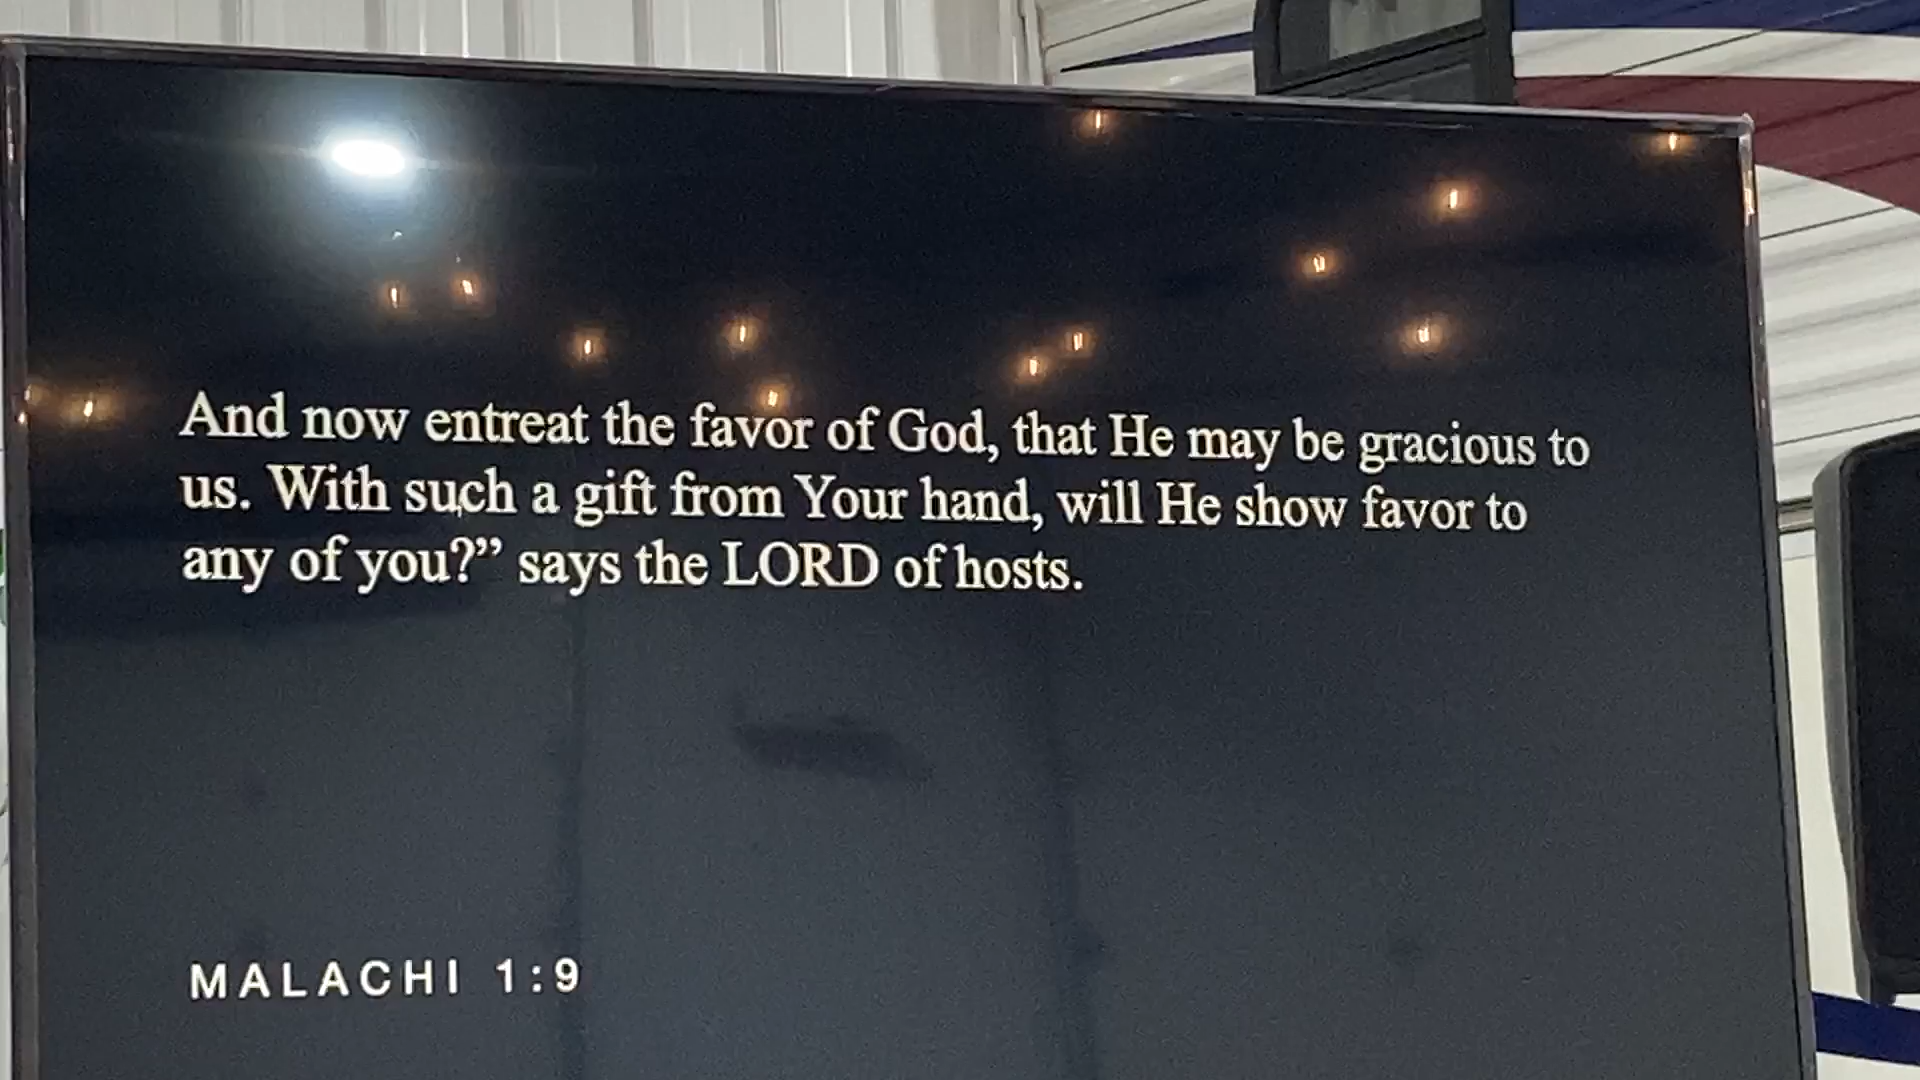 And now entreat the favor of God, that He may be gracious to
us. With such a gift from Your hand, will He show favor to
any of you?” says the LORD of hosts.
MALACHI 1:9